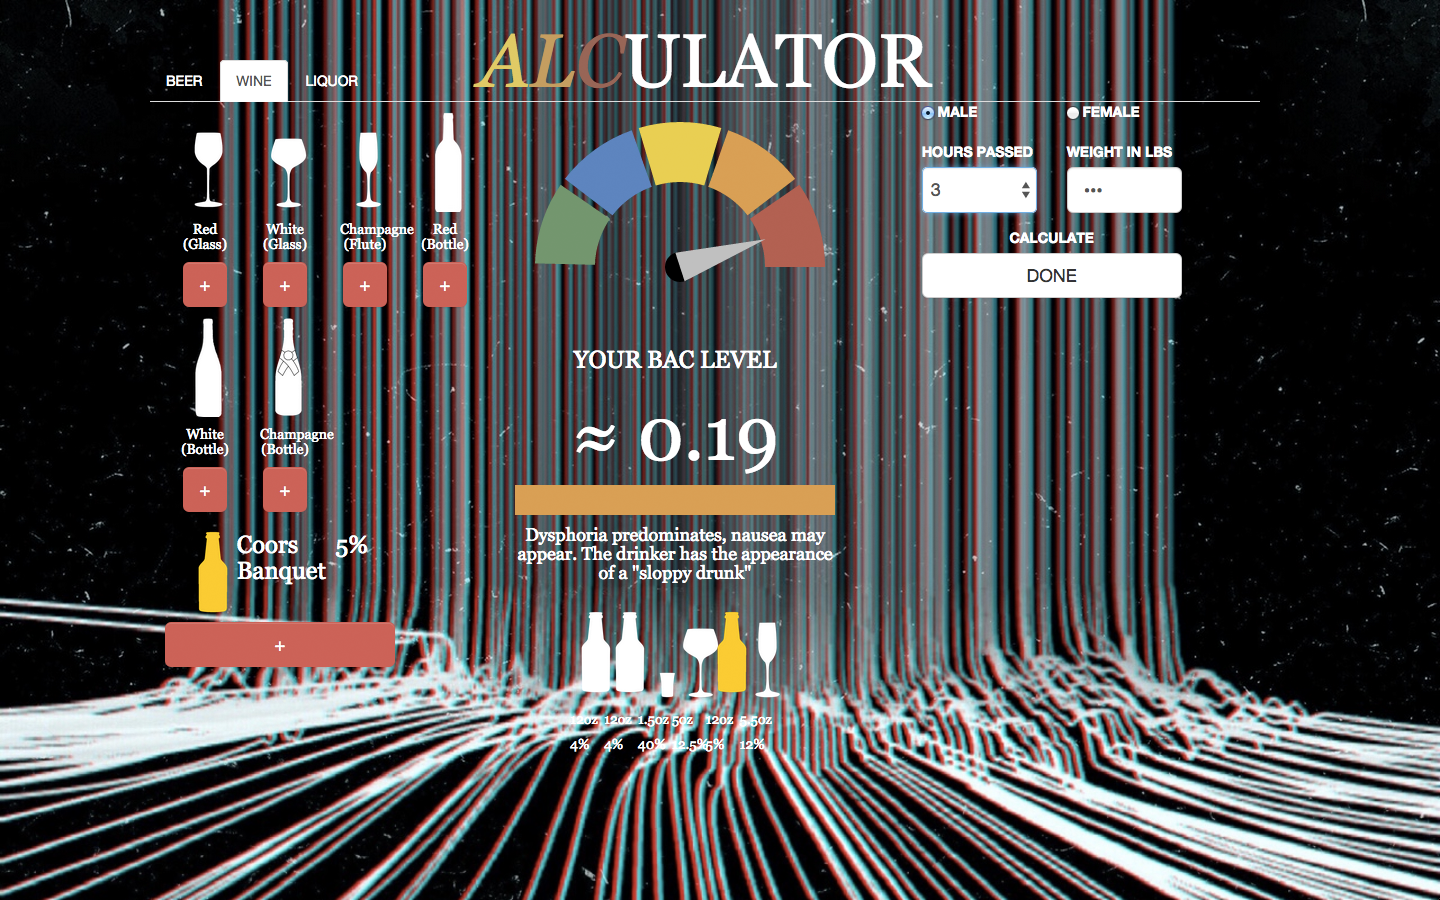 ALCULATOR
BEER WINE LIQUOR
MALE FEMALE
HOURS PASSED WEIGHT IN LBS
3 •••
CALCULATE
DONE
Red White Champagne Red
(Glass) (Glass) (Flute) (Bottle)
+ + + +
White Champagne
(Bottle) (Bottle)
+ +
Coors 5%
Banquet
+
YOUR BAC LEVEL
≈ 0.19
Dysphoria predominates, nausea may
appear. The drinker has the appearance
of a "sloppy drunk"
12oz 12oz 1.5oz 5oz 12oz 5.5oz
4% 4% 40% 12.5% 5% 12%